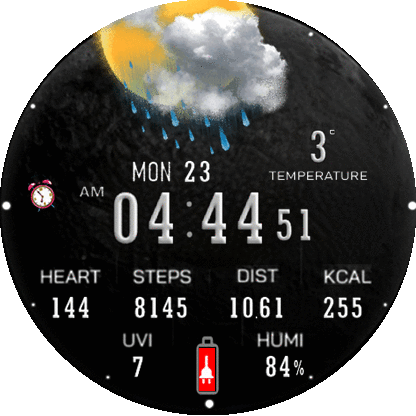 3°C
TEMPERATURE
MON 23
AM
04:44 51
HEART STEPS DIST KCAL
144 8145 10.61 255
UVI HUMI
7 84%